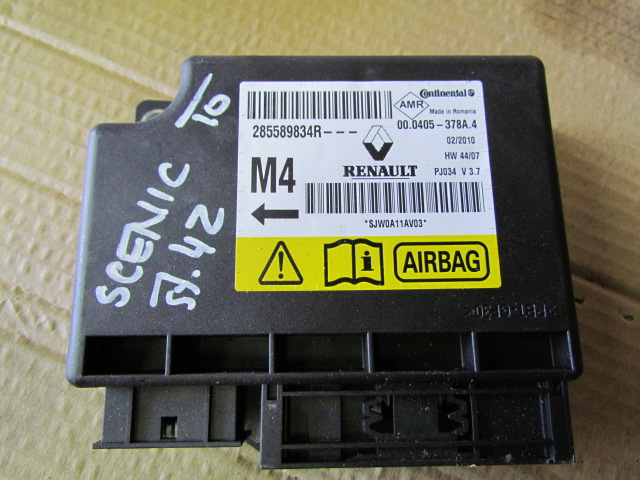 Continental
AMR
Made in Romania
285589834R---
00.0405-378A.4
02/2010
RENAULT
HW 44/07
PJ034 V 3.7
M4
*SJW0A11AV03*
i
AIRBAG
SCENIC
10